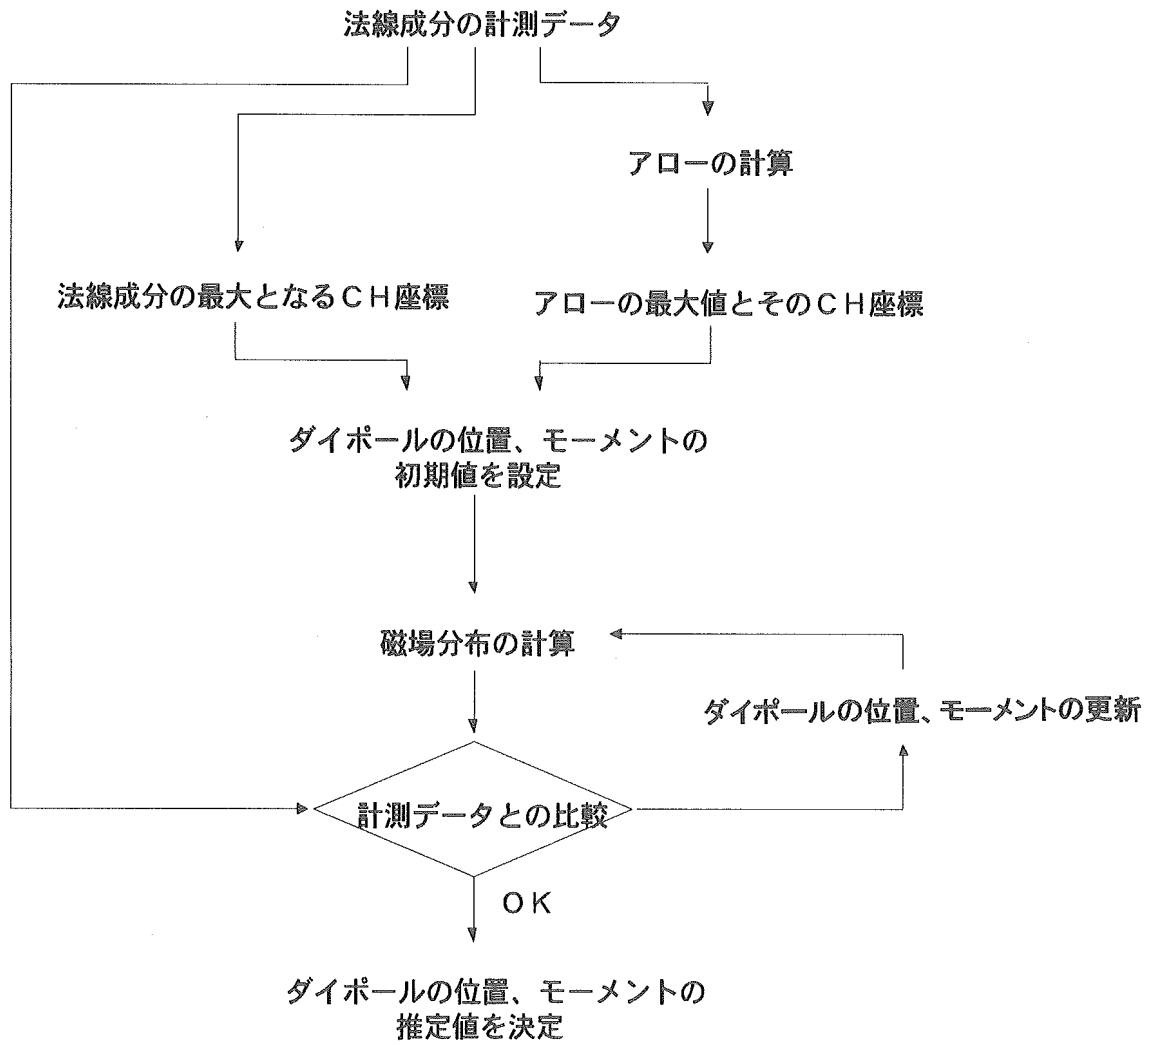 法線成分の計測データ
アローの計算
法線成分の最大となるＣＨ座標
アローの最大値とそのＣＨ座標
ダイポールの位置、モーメントの
初期値を設定
磁場分布の計算
ダイポールの位置、モーメントの更新
計測データとの比較
ＯＫ
ダイポールの位置、モーメントの
推定値を決定